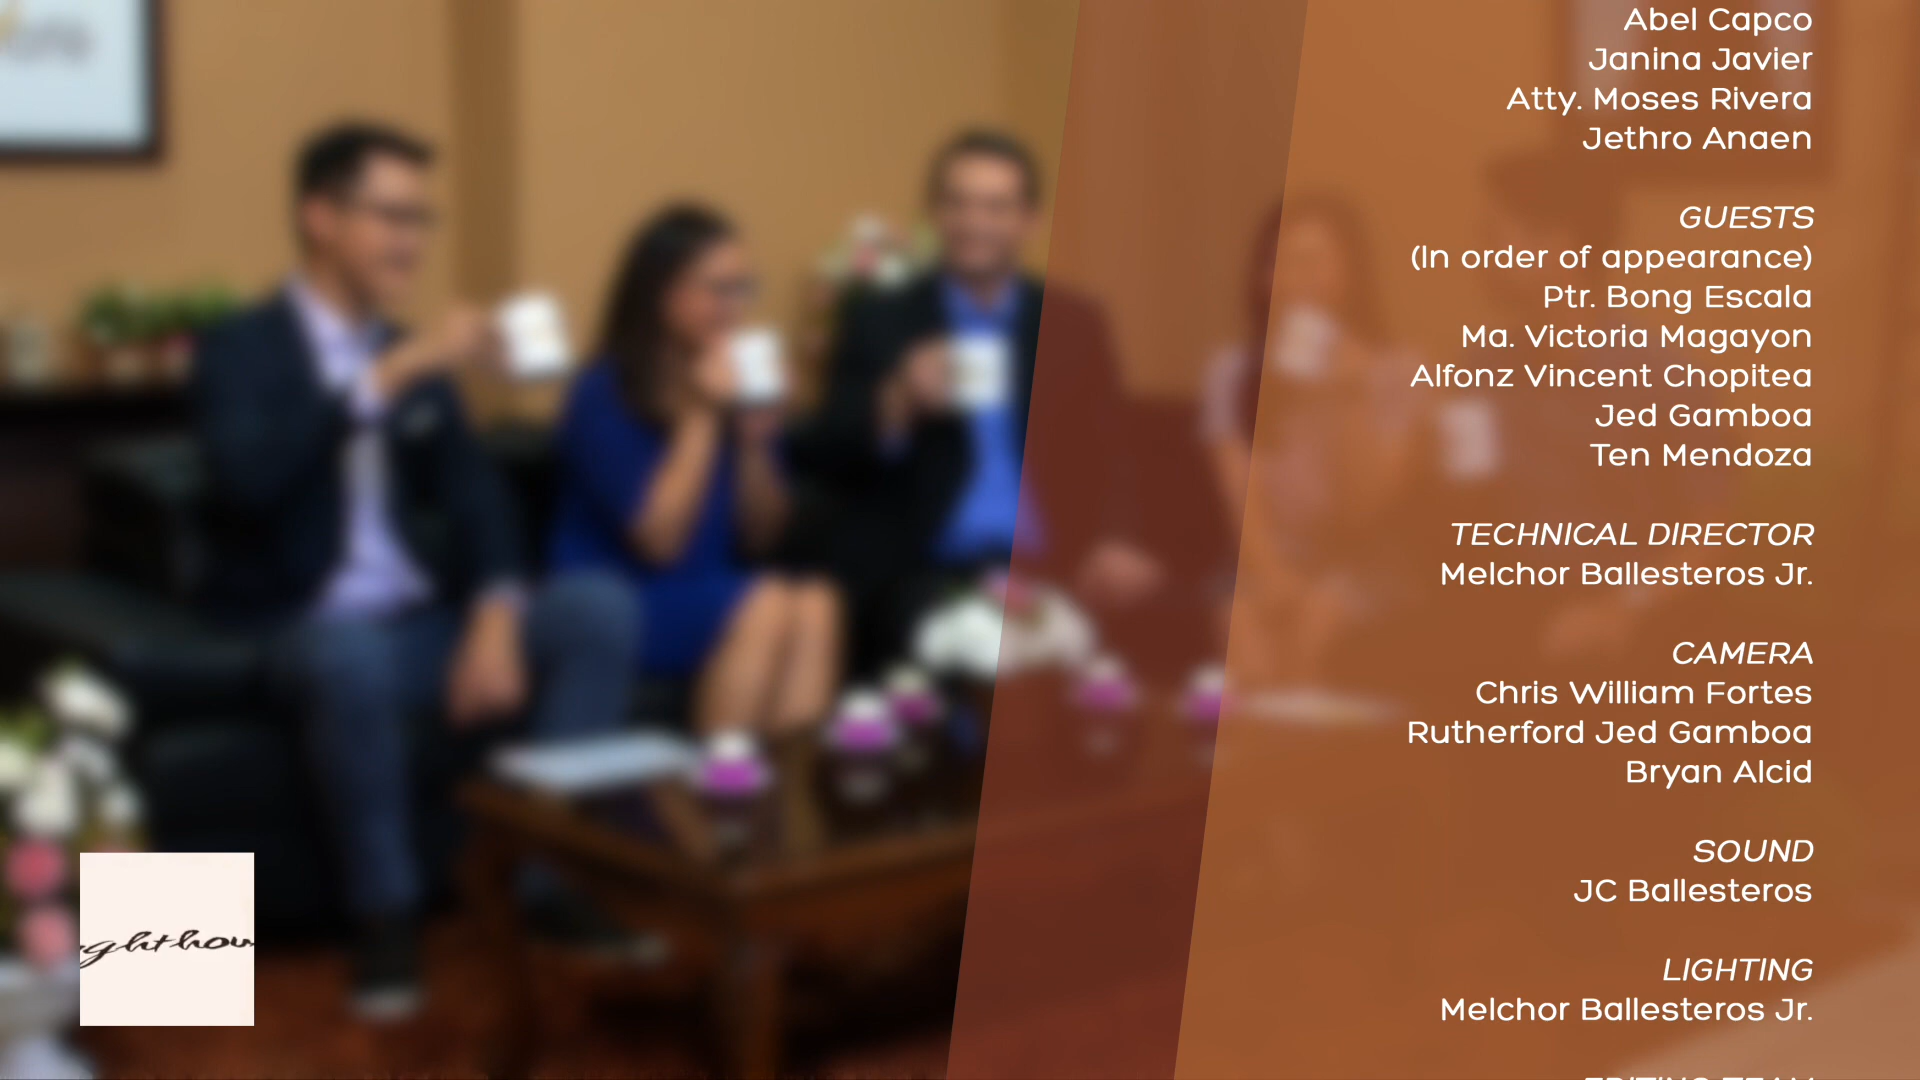 Abel Capco
Janina Javier
Atty. Moses Rivera
Jethro Anaen
GUESTS
(In order of appearance)
Ptr. Bong Escala
Ma. Victoria Magayon
Alfonz Vincent Chopitea
Jed Gamboa
Ten Mendoza
TECHNICAL DIRECTOR
Melchor Ballesteros Jr.
CAMERA
Chris William Fortes
Rutherford Jed Gamboa
Bryan Alcid
SOUND
JC Ballesteros
LIGHTING
Melchor Ballesteros Jr.